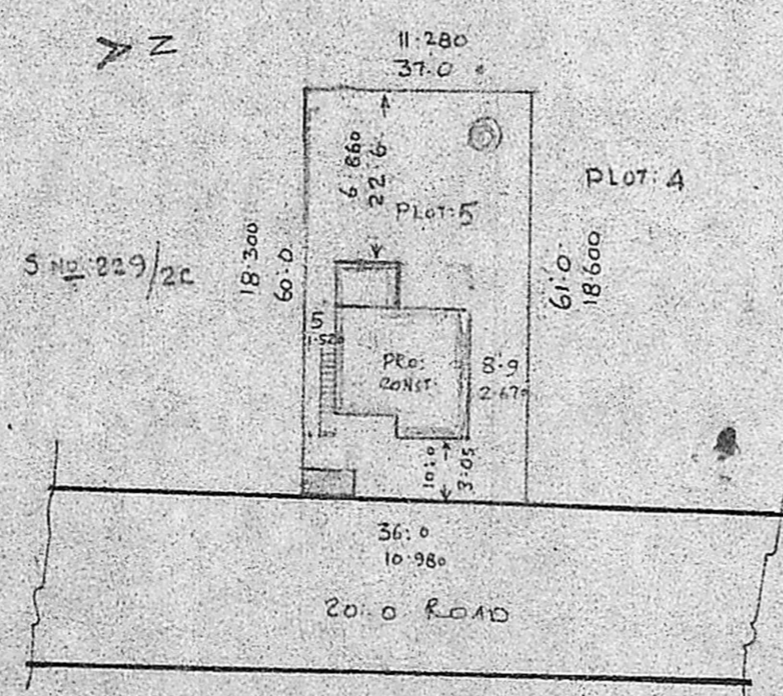 N
11·280
37·0
6·860
22·6
PLOT: 5
PLOT: 4
S NO: 229/2C
18·300
60·0
61'0
18·600
5
1·520
PRO:
CONST:
8'9
2·670
10:0
3·05
36:0
10·980
20:0 ROAD